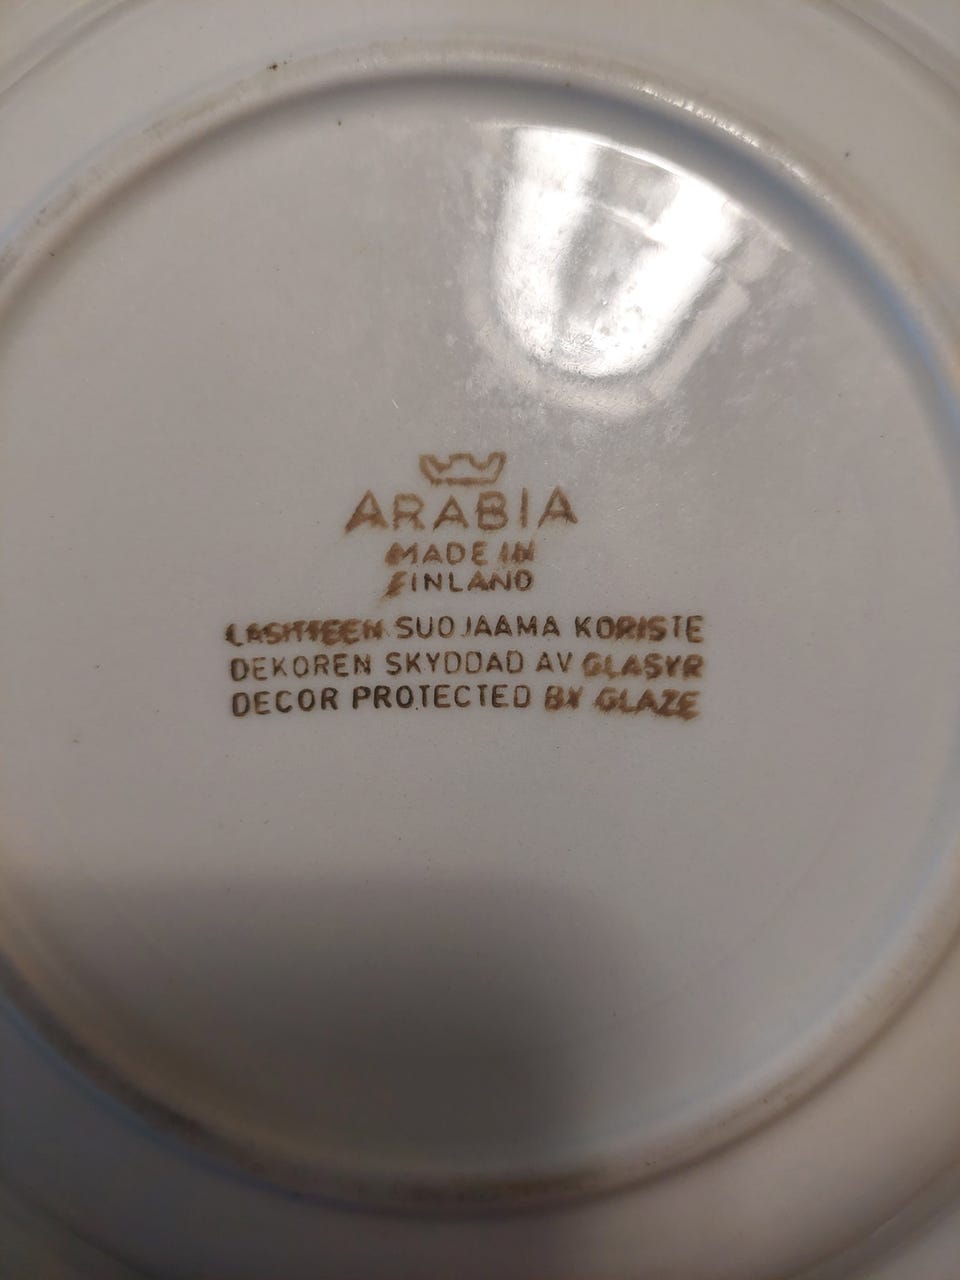 ARABIA
MADE IN
FINLAND
LASITTEEN SUOJAAMA KORISTE
DEKOREN SKYDDAD AV GLASYR
DECOR PROTECTED BY GLAZE